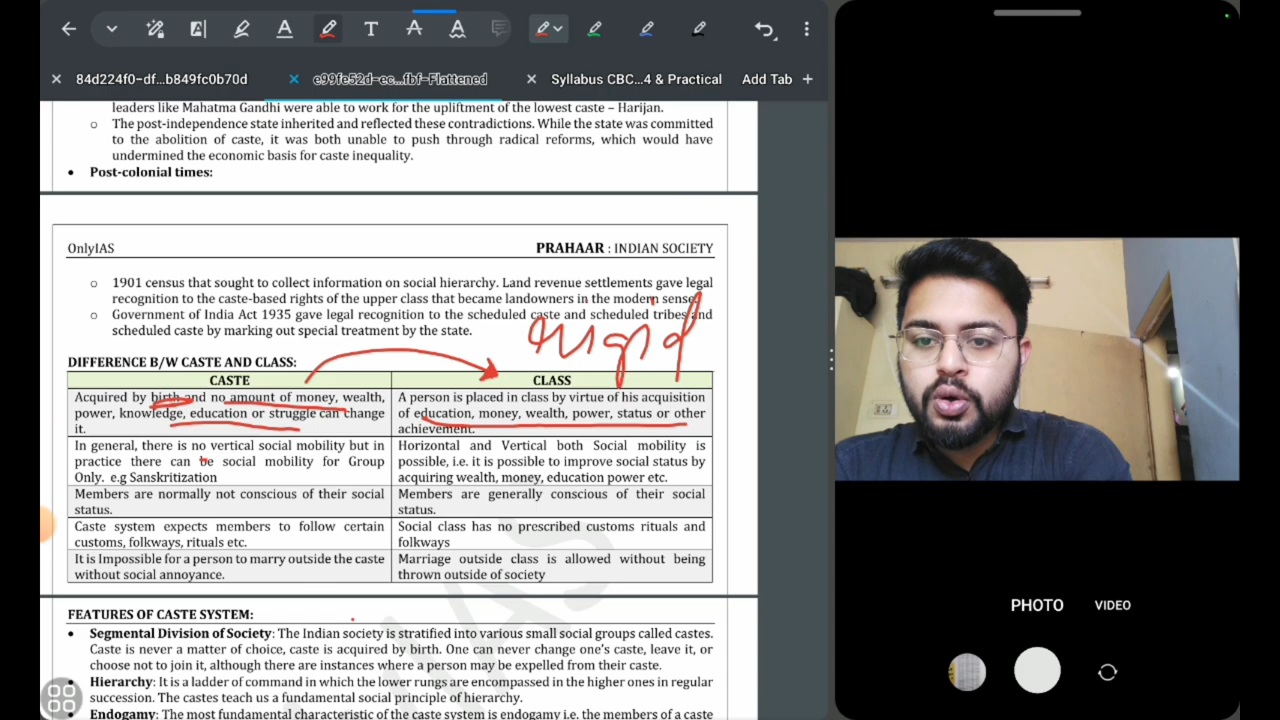 84d224f0-df...b849fc0b70d
e99fe52d-ec...fbf-Flattened
Syllabus CBC...4 & Practical
Add Tab +
leaders like Mahatma Gandhi were able to work for the upliftment of the lowest caste – Harijan.
o The post-independence state inherited and reflected these contradictions. While the state was committed
to the abolition of caste, it was both unable to push through radical reforms, which would have
undermined the economic basis for caste inequality.
• Post-colonial times:
OnlyIAS
PRAHAAR : INDIAN SOCIETY
o 1901 census that sought to collect information on social hierarchy. Land revenue settlements gave legal
recognition to the caste-based rights of the upper class that became landowners in the modern sense.
o Government of India Act 1935 gave legal recognition to the scheduled caste and scheduled tribes and
scheduled caste by marking out special treatment by the state.
rigid
DIFFERENCE B/W CASTE AND CLASS:
CASTE
CLASS
Acquired by birth and no amount of money, wealth,
power, knowledge, education or struggle can change
it.
A person is placed in class by virtue of his acquisition
of education, money, wealth, power, status or other
achievement.
In general, there is no vertical social mobility but in
practice there can be social mobility for Group
Only. e.g Sanskritization
Horizontal and Vertical both Social mobility is
possible, i.e. it is possible to improve social status by
acquiring wealth, money, education power etc.
Members are normally not conscious of their social
status.
Members are generally conscious of their social
status.
Caste system expects members to follow certain
customs, folkways, rituals etc.
Social class has no prescribed customs rituals and
folkways
It is Impossible for a person to marry outside the caste
without social annoyance.
Marriage outside class is allowed without being
thrown outside of society
FEATURES OF CASTE SYSTEM:
• Segmental Division of Society: The Indian society is stratified into various small social groups called castes.
Caste is never a matter of choice, caste is acquired by birth. One can never change one's caste, leave it, or
choose not to join it, although there are instances where a person may be expelled from their caste.
• Hierarchy: It is a ladder of command in which the lower rungs are encompassed in the higher ones in regular
succession. The castes teach us a fundamental social principle of hierarchy.
• Endogamy: The most fundamental characteristic of the caste system is endogamy i.e. the members of a caste
PHOTO
VIDEO